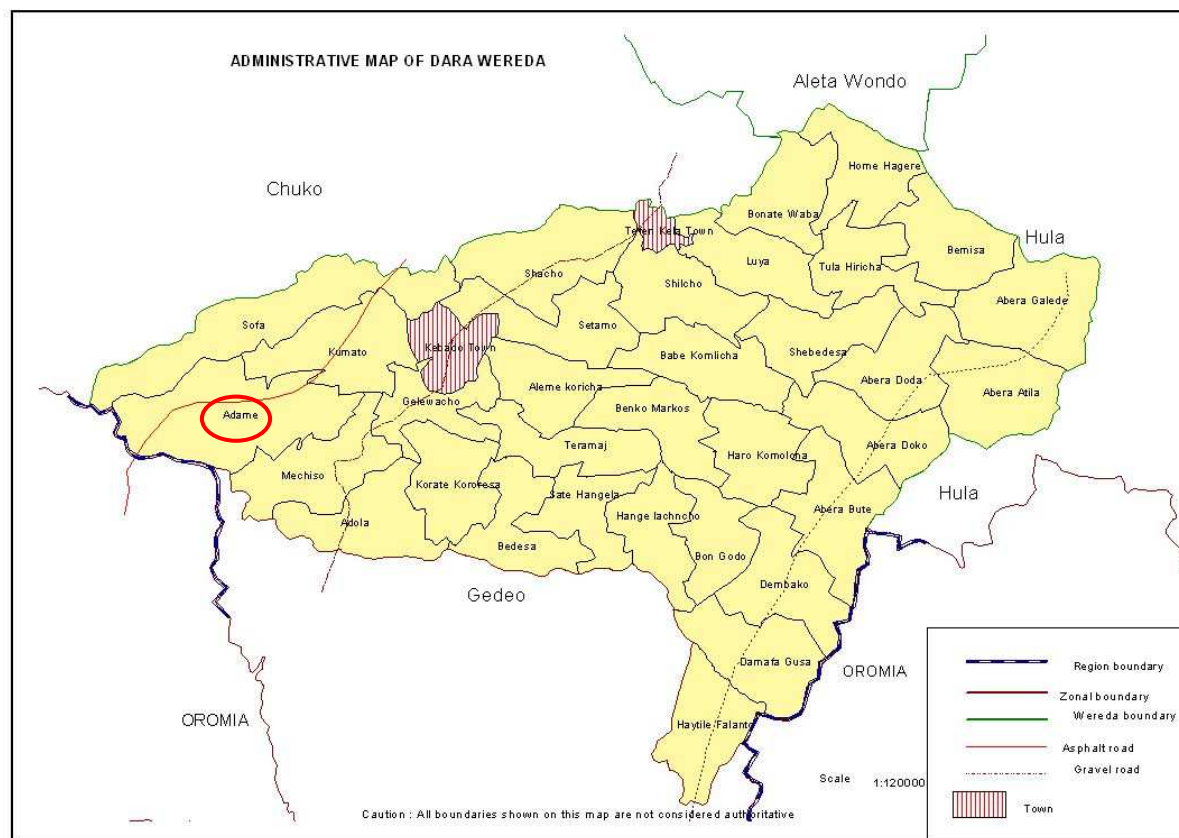 ADMINISTRATIVE MAP OF DARA WEREDA
Aleta Wondo
Home Hagere
Chuko
Bonate Waba
Teferi Kela Town
Hula
Bemisa
Luya
Tula Hiricha
Shacho
Shilcho
Abera Galede
Sofa
Setamo
Kebado Town
Kumato
Babe Komlicha
Shebedesa
Abera Doda
Aleme koricha
Abera Atila
Gelewacho
Benko Markos
Adame
Teramaj
Abera Doko
Haro Komolcha
Mechiso
Korate Kororesa
Sate Hangela
Hula
Abera Bute
Hange lachncho
Adola
Bedesa
Bon Godo
Gedeo
Dembako
Damafa Gusa
OROMIA
Region boundary
Zonal boundary
OROMIA
Haytile Falanto
Wereda boundary
Asphalt road
Gravel road
Scale 1:120000
Town
Caution : All boundaries shown on this map are not considered authoritative